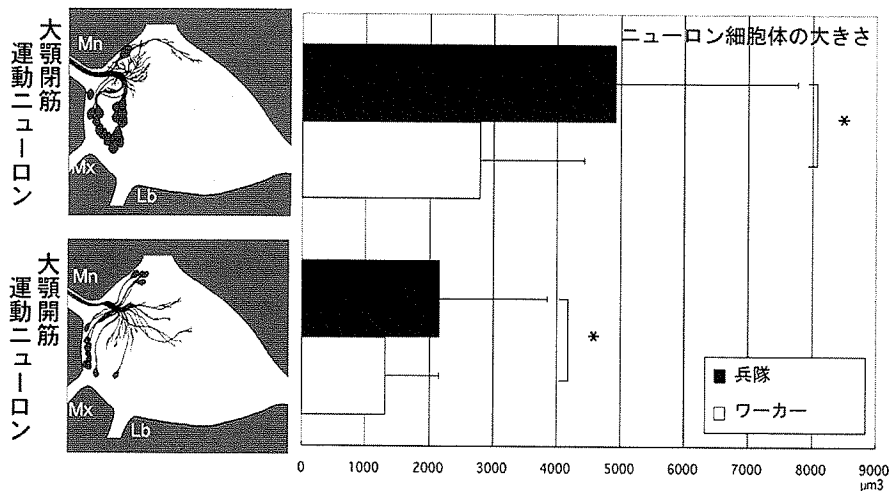 大顎閉筋
運動ニューロン
Mn
Mx
Lb
ニューロン細胞体の大きさ
*
大顎開筋
運動ニューロン
Mn
Mx
Lb
*
■ 兵隊
□ ワーカー
0 1000 2000 3000 4000 5000 6000 7000 8000 9000
μm3